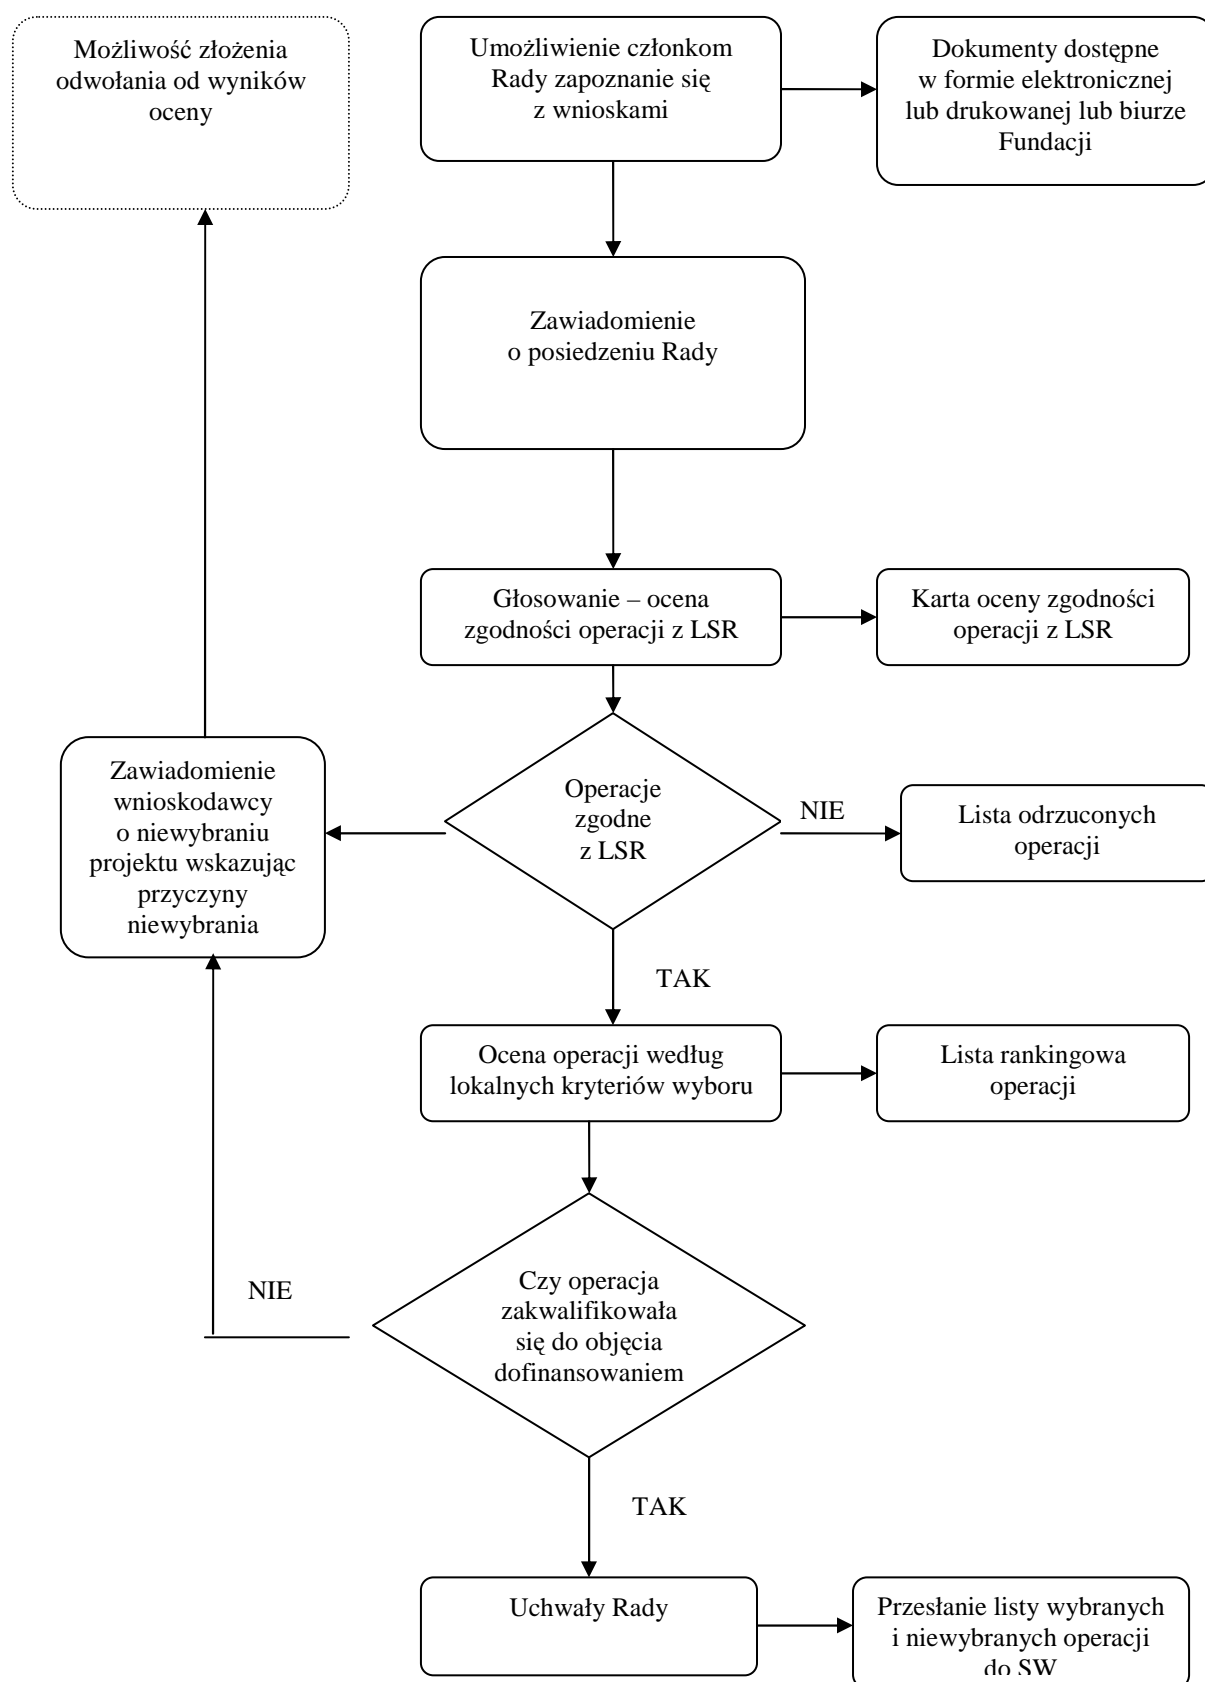 Możliwość złożenia
odwołania od wyników
oceny
Umożliwienie członkom
Rady zapoznanie się
z wnioskami
Dokumenty dostępne
w formie elektronicznej
lub drukowanej lub biurze
Fundacji
Zawiadomienie
o posiedzeniu Rady
Głosowanie – ocena
zgodności operacji z LSR
Karta oceny zgodności
operacji z LSR
Zawiadomienie
wnioskodawcy
o niewybraniu
projektu wskazując
przyczyny
niewybrania
Operacje
zgodne
z LSR
NIE
Lista odrzuconych
operacji
TAK
Ocena operacji według
lokalnych kryteriów wyboru
Lista rankingowa
operacji
NIE
Czy operacja
zakwalifikowała
się do objęcia
dofinansowaniem
TAK
Uchwały Rady
Przesłanie listy wybranych
i niewybranych operacji
do SW